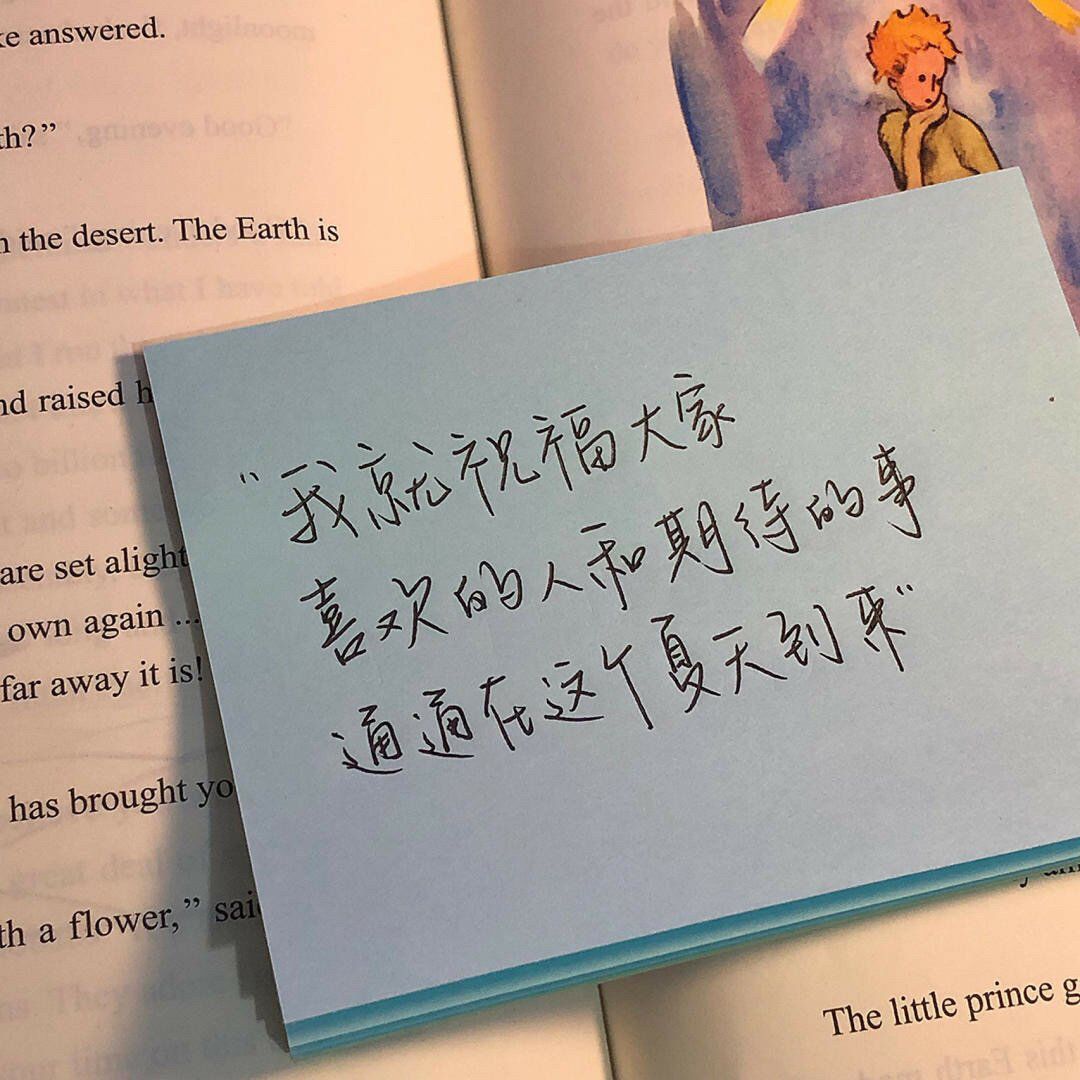 ke answered.
th?”
n the desert. The Earth is
nd raised h
are set alight
own again ...
far away it is!
has brought yo
th a flower,” sai
“我就祝福大家
喜欢的人和期待的事
通通在这个夏天到来”
The little prince g